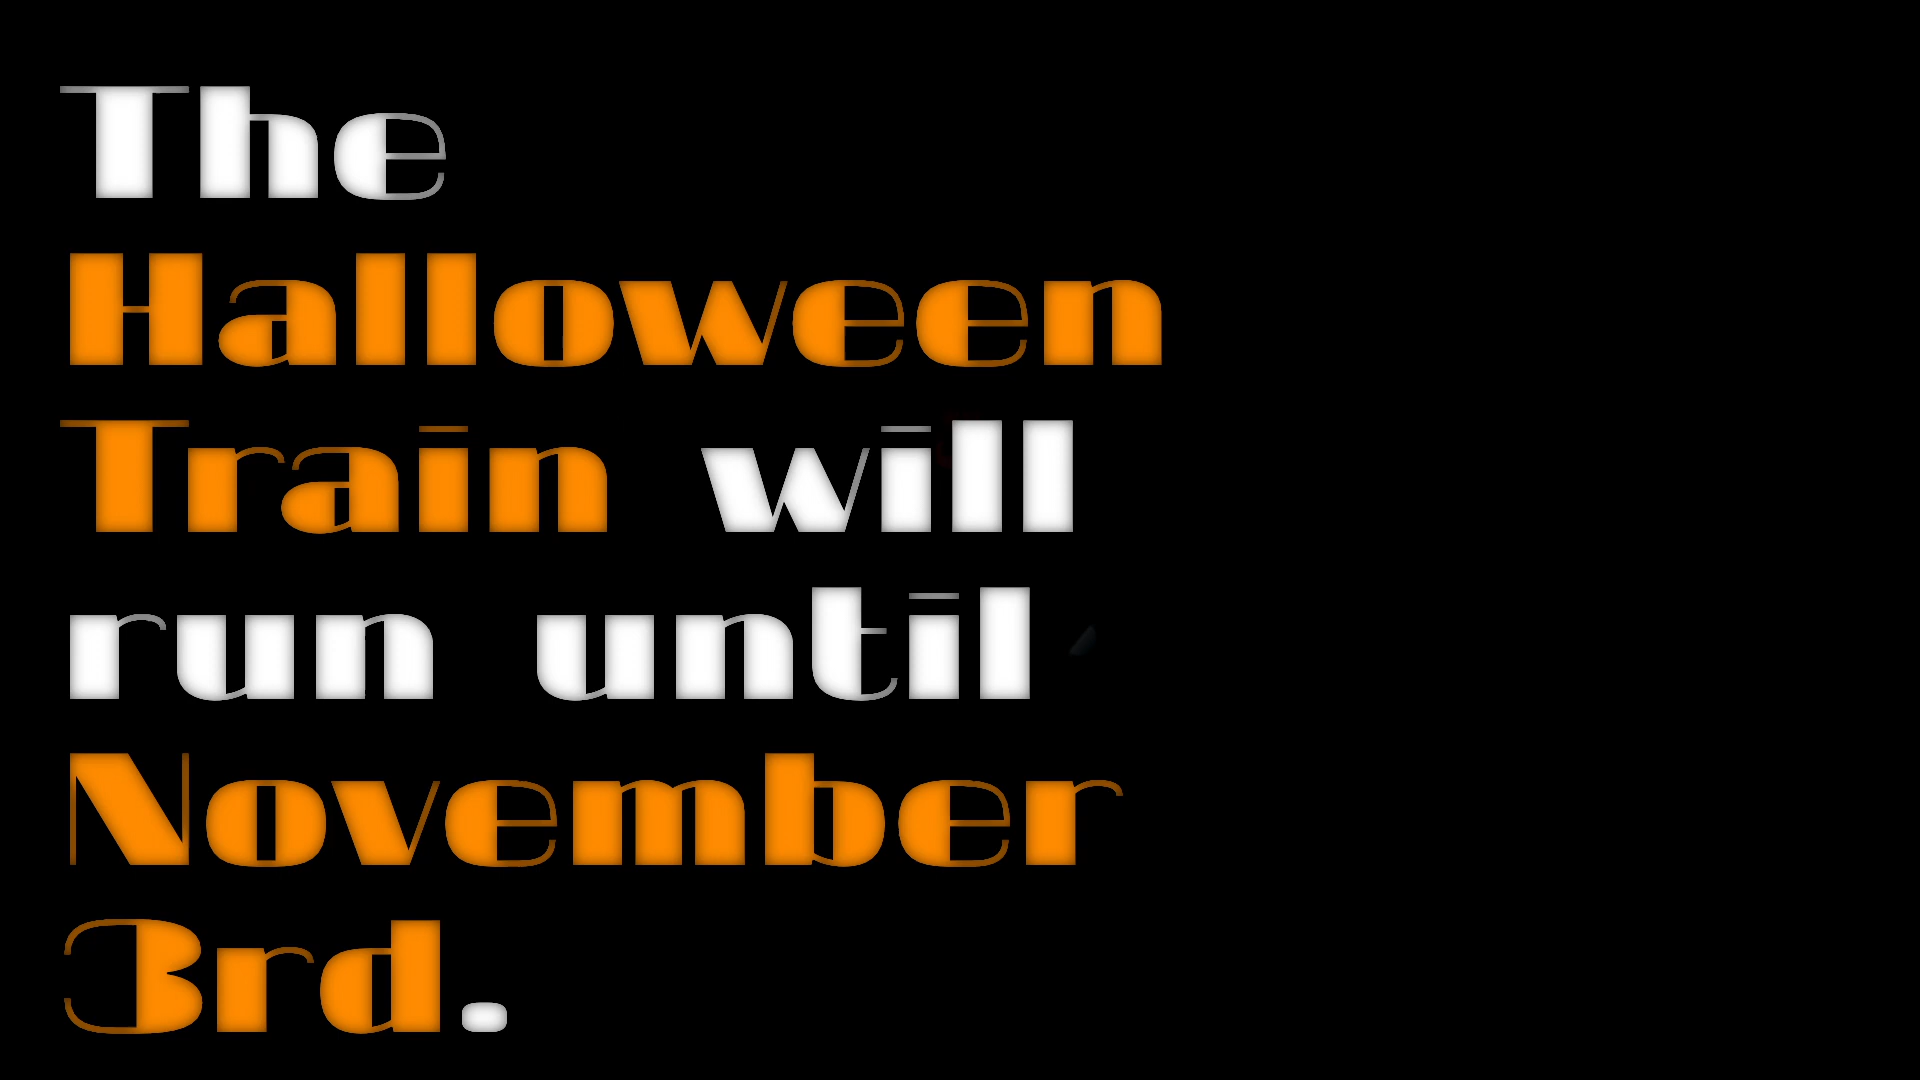 The
Halloween
Train will
run until
November
3rd.